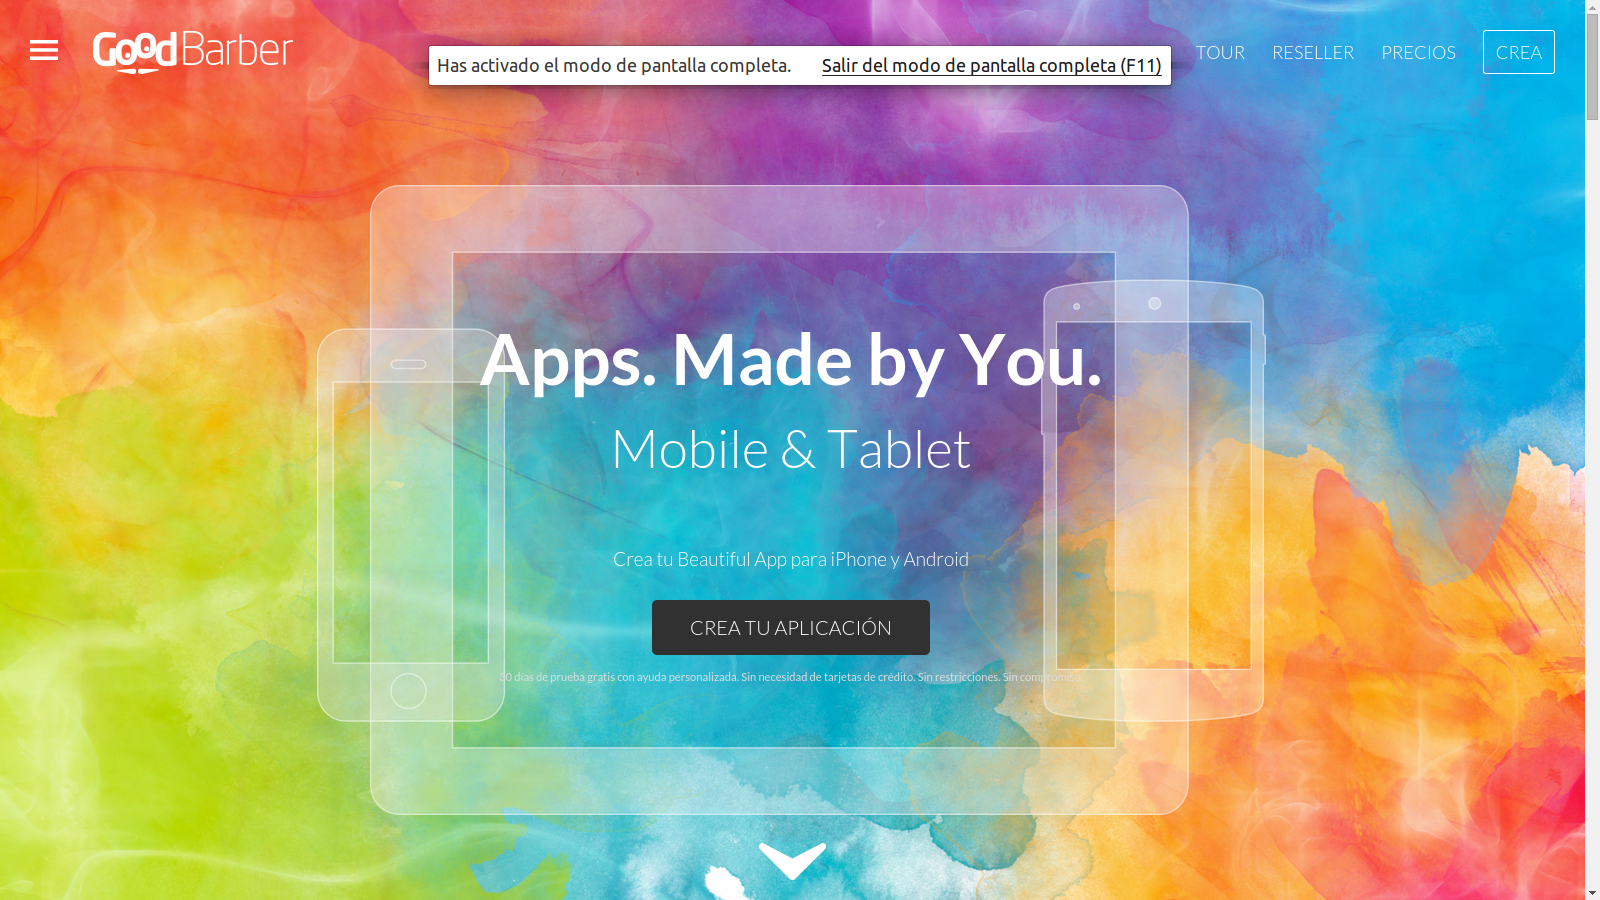 GoodBarber
Has activado el modo de pantalla completa. Salir del modo de pantalla completa (F11)
TOUR RESELLER PRECIOS CREA
Apps. Made by You.
Mobile & Tablet
Crea tu Beautiful App para iPhone y Android
CREA TU APLICACIÓN
30 días de prueba gratis con ayuda personalizada. Sin necesidad de tarjetas de crédito. Sin restricciones. Sin compromiso.